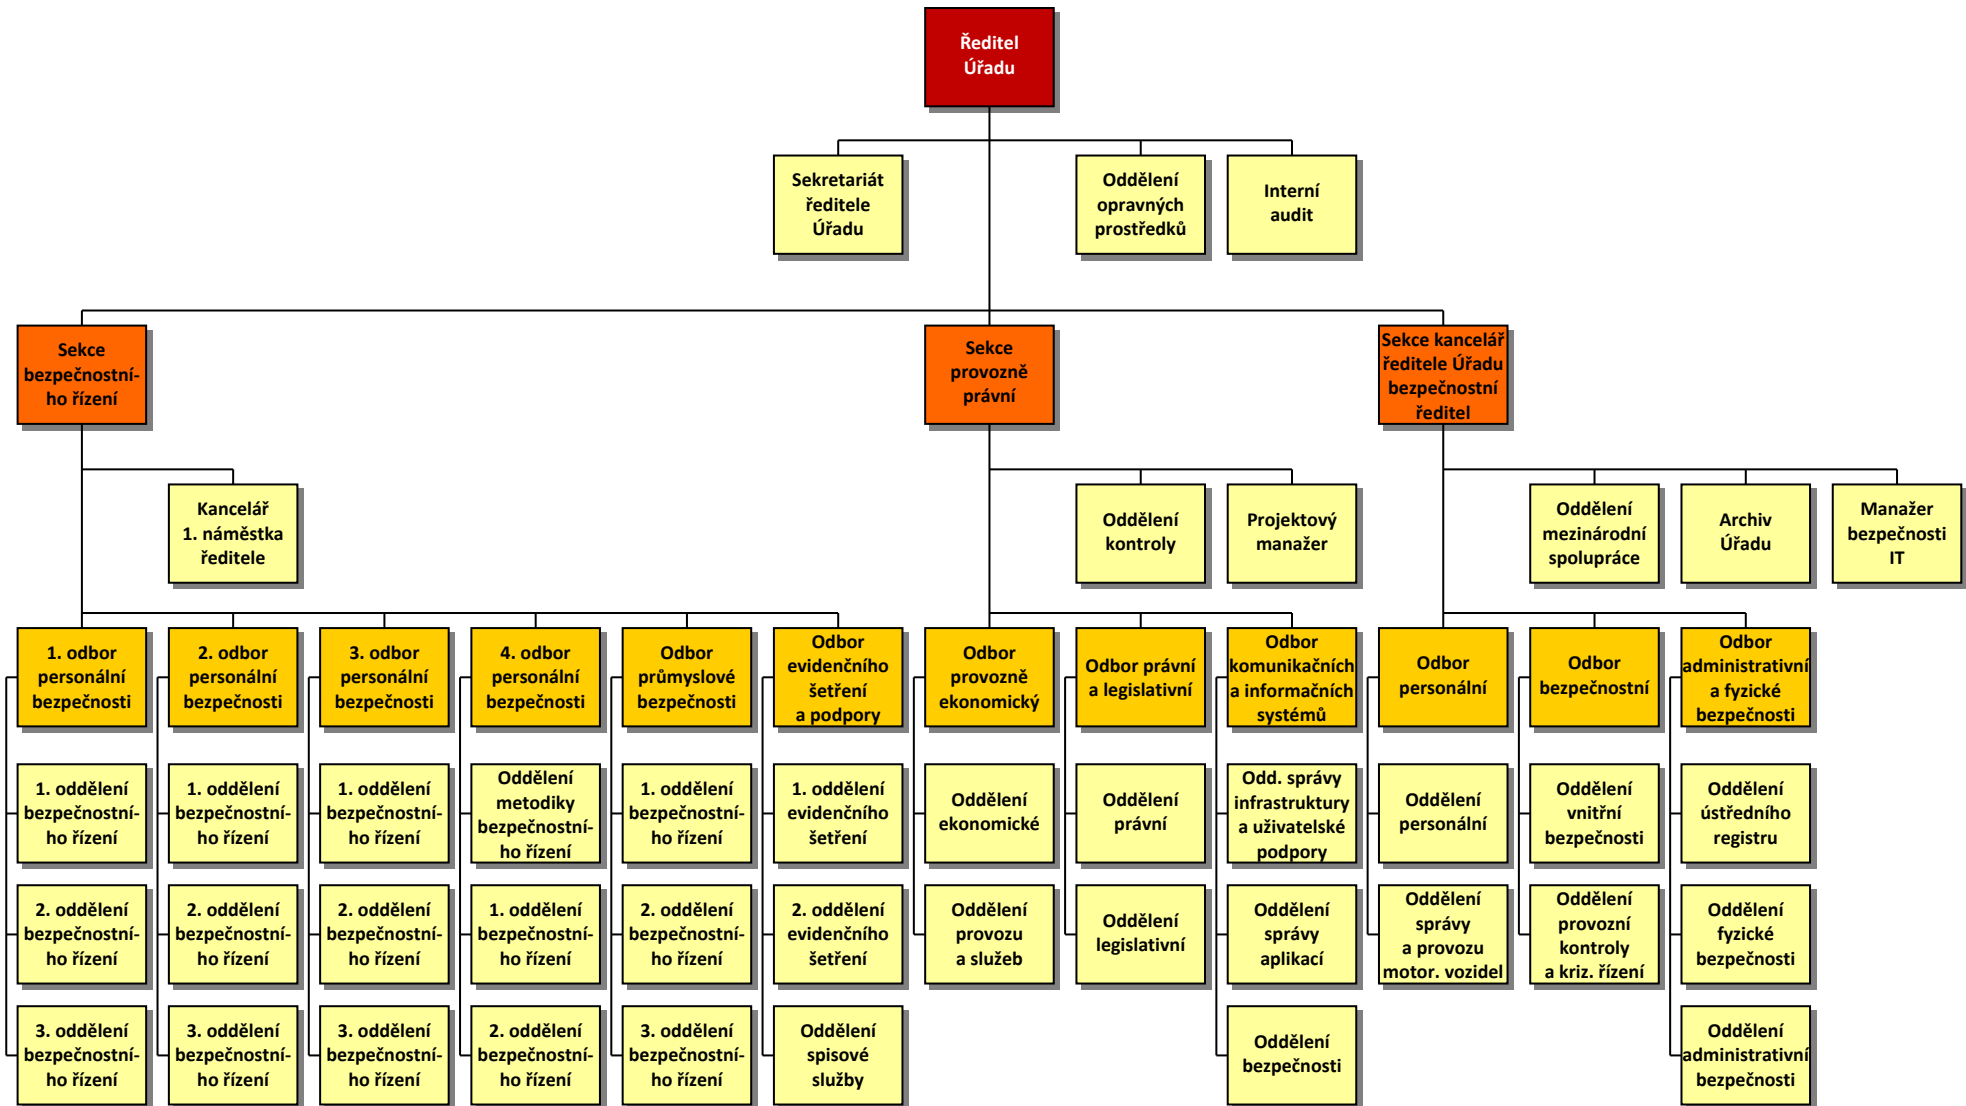 Ředitel
Úřadu
Sekretariát
ředitele
Úřadu
Oddělení
opravných
prostředků
Interní
audit
Sekce
bezpečnostní-
ho řízení
Sekce
provozně
právní
Sekce kancelář
ředitele Úřadu
bezpečnostní
ředitel
Kancelář
1. náměstka
ředitele
Oddělení
kontroly
Projektový
manažer
Oddělení
mezinárodní
spolupráce
Archiv
Úřadu
Manažer
bezpečnosti
IT
1. odbor
personální
bezpečnosti
2. odbor
personální
bezpečnosti
3. odbor
personální
bezpečnosti
4. odbor
personální
bezpečnosti
Odbor
průmyslové
bezpečnosti
Odbor
evidenčního
šetření
a podpory
Odbor
provozně
ekonomický
Odbor právní
a legislativní
Odbor
komunikačních
a informačních
systémů
Odbor
personální
Odbor
bezpečnostní
Odbor
administrativní
a fyzické
bezpečnosti
1. oddělení
bezpečnostní-
ho řízení
1. oddělení
bezpečnostní-
ho řízení
1. oddělení
bezpečnostní-
ho řízení
Oddělení
metodiky
bezpečnostní-
ho řízení
1. oddělení
bezpečnostní-
ho řízení
1. oddělení
evidenčního
šetření
Oddělení
ekonomické
Oddělení
právní
Odd. správy
infrastruktury
a uživatelské
podpory
Oddělení
personální
Oddělení
vnitřní
bezpečnosti
Oddělení
ústředního
registru
2. oddělení
bezpečnostní-
ho řízení
2. oddělení
bezpečnostní-
ho řízení
2. oddělení
bezpečnostní-
ho řízení
1. oddělení
bezpečnostní-
ho řízení
2. oddělení
bezpečnostní-
ho řízení
2. oddělení
evidenčního
šetření
Oddělení
provozu
a služeb
Oddělení
legislativní
Oddělení
správy
aplikací
Oddělení
správy
a provozu
motor. vozidel
Oddělení
provozní
kontroly
a kriz. řízení
Oddělení
fyzické
bezpečnosti
3. oddělení
bezpečnostní-
ho řízení
3. oddělení
bezpečnostní-
ho řízení
3. oddělení
bezpečnostní-
ho řízení
2. oddělení
bezpečnostní-
ho řízení
3. oddělení
bezpečnostní-
ho řízení
Oddělení
spisové
služby
Oddělení
bezpečnosti
Oddělení
administrativní
bezpečnosti